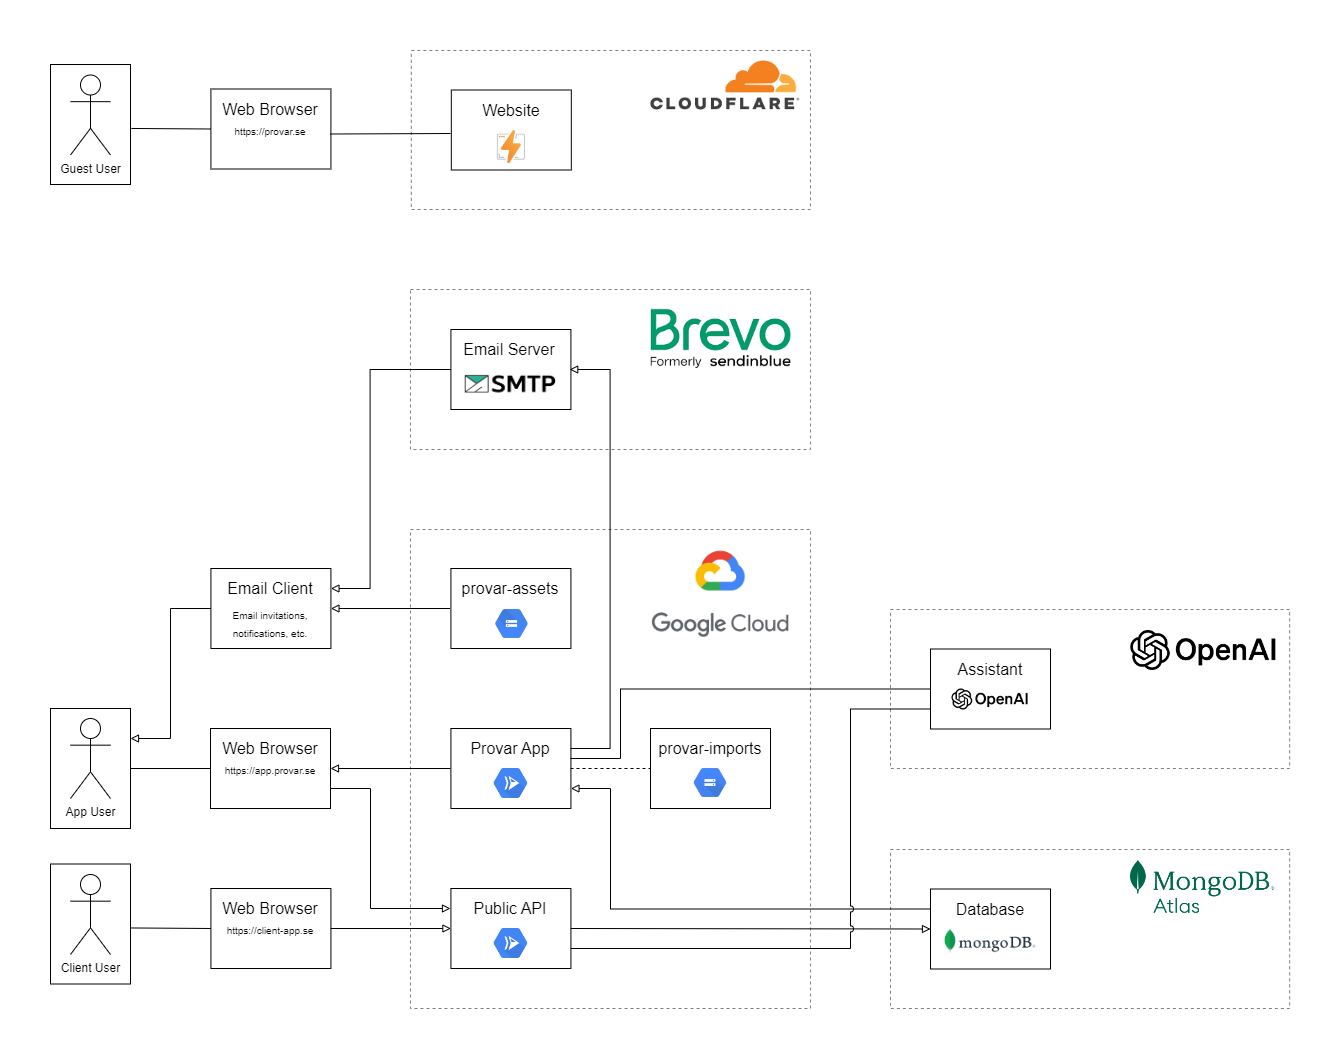 Guest User
Web Browser
https://provar.se
Website
CLOUDFLARE
Email Server
SMTP
Brevo
Formerly sendinblue
Email Client
Email invitations,
notifications, etc.
provar-assets
Google Cloud
Assistant
OpenAI
OpenAI
App User
Web Browser
https://app.provar.se
Provar App
provar-imports
Client User
Web Browser
https://client-app.se
Public API
Database
mongoDB.
MongoDB.
Atlas